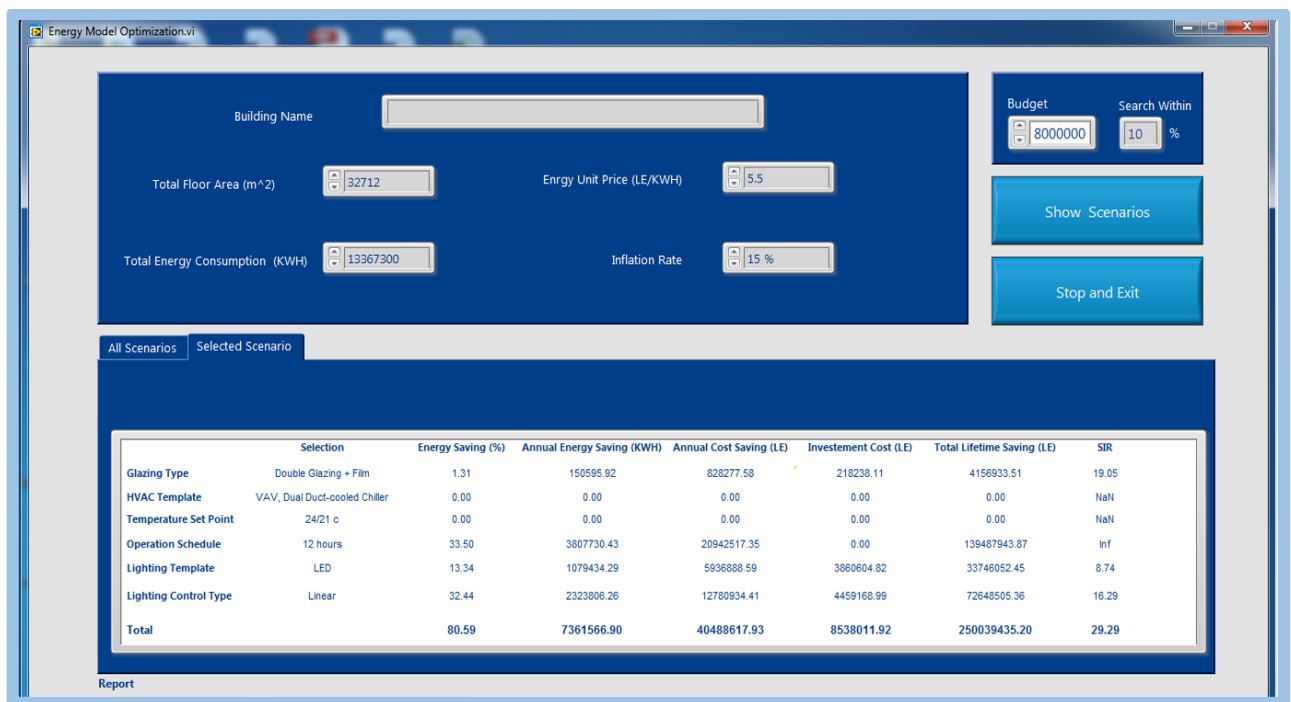 Energy Model Optimization.vi
Building Name
Total Floor Area (m^2) 32712 Enrgy Unit Price (LE/KWH) 5.5
Total Energy Consumption (KWH) 13367300 Inflation Rate 15 %
Budget Search Within
8000000 10 %
Show Scenarios
Stop and Exit
All Scenarios Selected Scenario
Selection Energy Saving (%) Annual Energy Saving (KWH) Annual Cost Saving (LE) Investement Cost (LE) Total Lifetime Saving (LE) SIR
Glazing Type Double Glazing + Film 1.31 150595.92 828277.58 218238.11 4156933.51 19.05
HVAC Template VAV, Dual Duct-cooled Chiller 0.00 0.00 0.00 0.00 0.00 NaN
Temperature Set Point 24/21 c 0.00 0.00 0.00 0.00 0.00 NaN
Operation Schedule 12 hours 33.50 3807730.43 20942517.35 0.00 139487943.87 Inf
Lighting Template LED 13.34 1079434.29 5936888.59 3860604.82 33746052.45 8.74
Lighting Control Type Linear 32.44 2323806.26 12780934.41 4459168.99 72648505.36 16.29
Total 80.59 7361566.90 40488617.93 8538011.92 250039435.20 29.29
Report